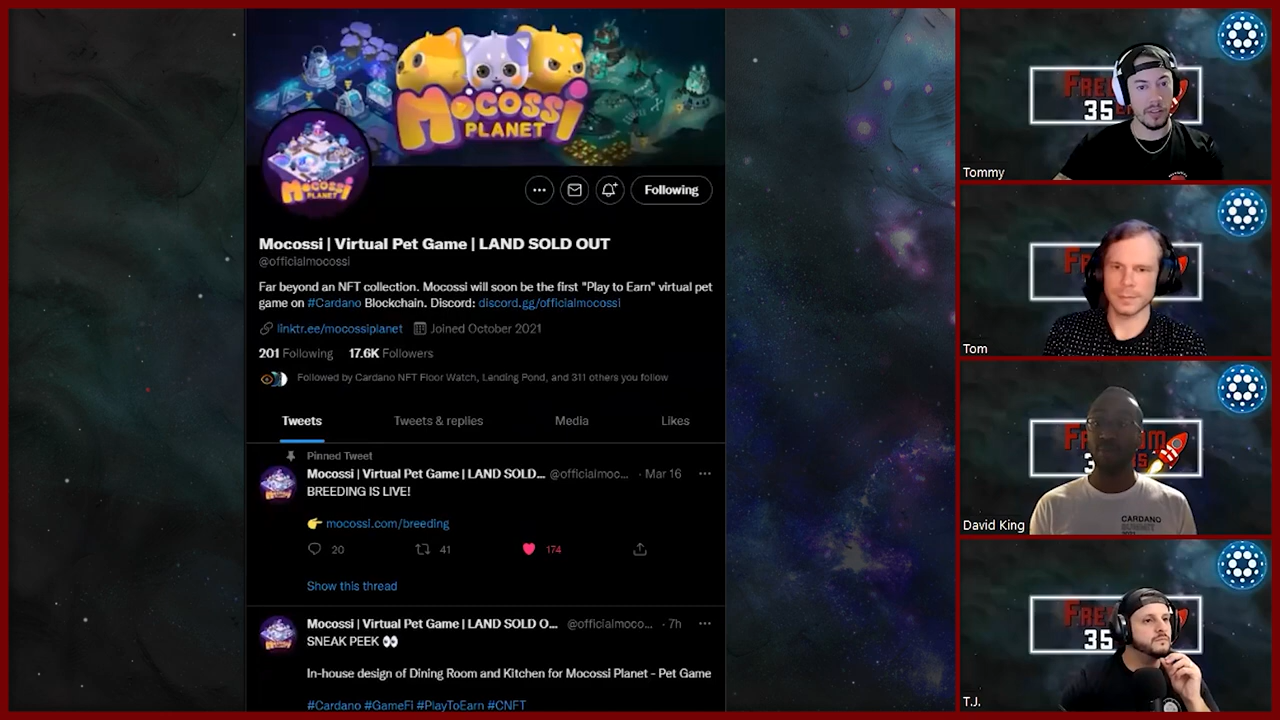 MOCOSSI
PLANET
MOCOSSI
PLANET
Following
Mocossi | Virtual Pet Game | LAND SOLD OUT
@officialmocossi
Far beyond an NFT collection. Mocossi will soon be the first "Play to Earn" virtual pet
game on #Cardano Blockchain. Discord: discord.gg/officialmocossi
linktr.ee/mocossiplanet Joined October 2021
201 Following 17.6K Followers
Followed by Cardano NFT Floor Watch, Lending Pond, and 311 others you follow
Tweets Tweets & replies Media Likes
Pinned Tweet
Mocossi | Virtual Pet Game | LAND SOLD... @officialmoc... · Mar 16
BREEDING IS LIVE!
👉 mocossi.com/breeding
20 41 174
Show this thread
Mocossi | Virtual Pet Game | LAND SOLD O... @officialmoco... · 7h
SNEAK PEEK 👀
In-house design of Dining Room and Kitchen for Mocossi Planet - Pet Game
#Cardano #GameFi #PlayToEarn #CNFT
35
Tommy
Tom
CARDANO
SUMMIT
David King
35
T.J.